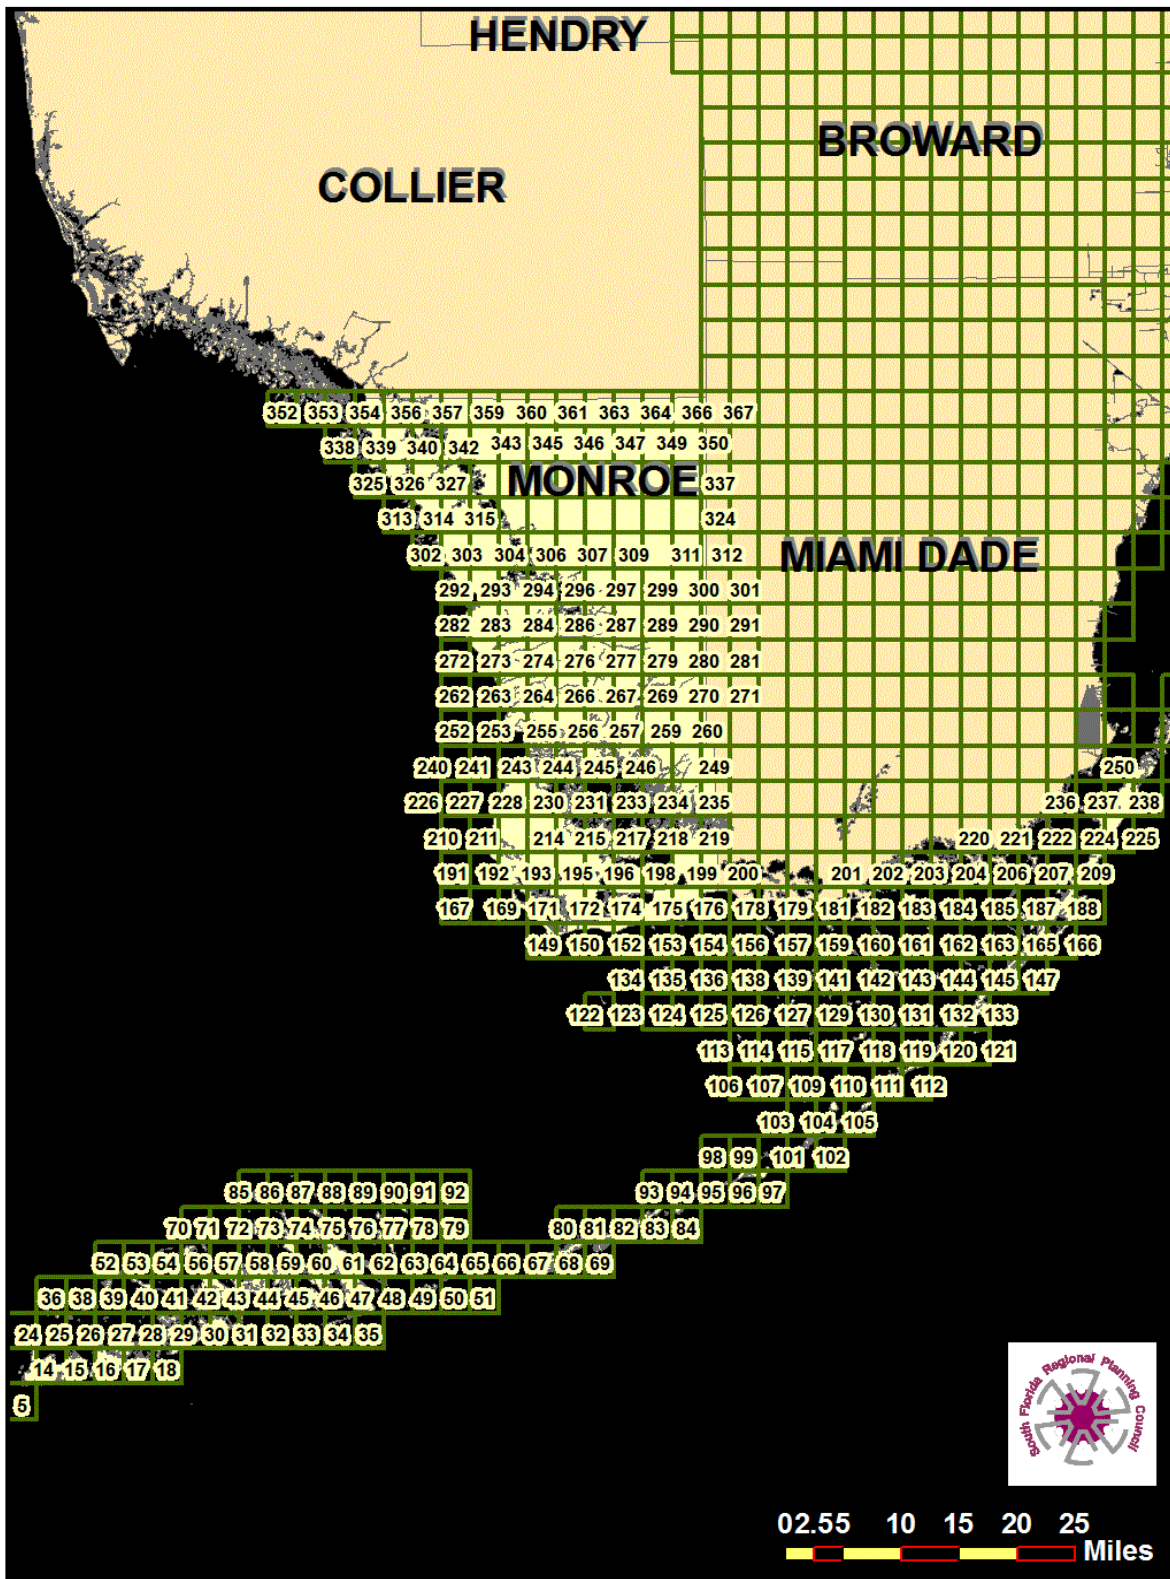 HENDRY
BROWARD
COLLIER
352 353 354 356 357 359 360 361 363 364 366 367
338 339 340 342 343 345 346 347 349 350
325 326 327 MONROE 337
313 314 315 324
302 303 304 306 307 309 311 312 MIAMI DADE
292 293 294 296 297 299 300 301
282 283 284 286 287 289 290 291
272 273 274 276 277 279 280 281
262 263 264 266 267 269 270 271
252 253 255 256 257 259 260
240 241 243 244 245 246 249 250
226 227 228 230 231 233 234 235 236 237 238
210 211 214 215 217 218 219 220 221 222 224 225
191 192 193 195 196 198 199 200 201 202 203 204 206 207 209
167 169 171 172 174 175 176 178 179 181 182 183 184 185 187 188
149 150 152 153 154 156 157 159 160 161 162 163 165 166
134 135 136 138 139 141 142 143 144 145 147
122 123 124 125 126 127 129 130 131 132 133
113 114 115 117 118 119 120 121
106 107 109 110 111 112
103 104 105
98 99 101 102
85 86 87 88 89 90 91 92 93 94 95 96 97
70 71 72 73 74 75 76 77 78 79 80 81 82 83 84
52 53 54 56 57 58 59 60 61 62 63 64 65 66 67 68 69
36 38 39 40 41 42 43 44 45 46 47 48 49 50 51
24 25 26 27 28 29 30 31 32 33 34 35
14 15 16 17 18
5
South Florida Regional Planning Council
02.55 10 15 20 25
Miles